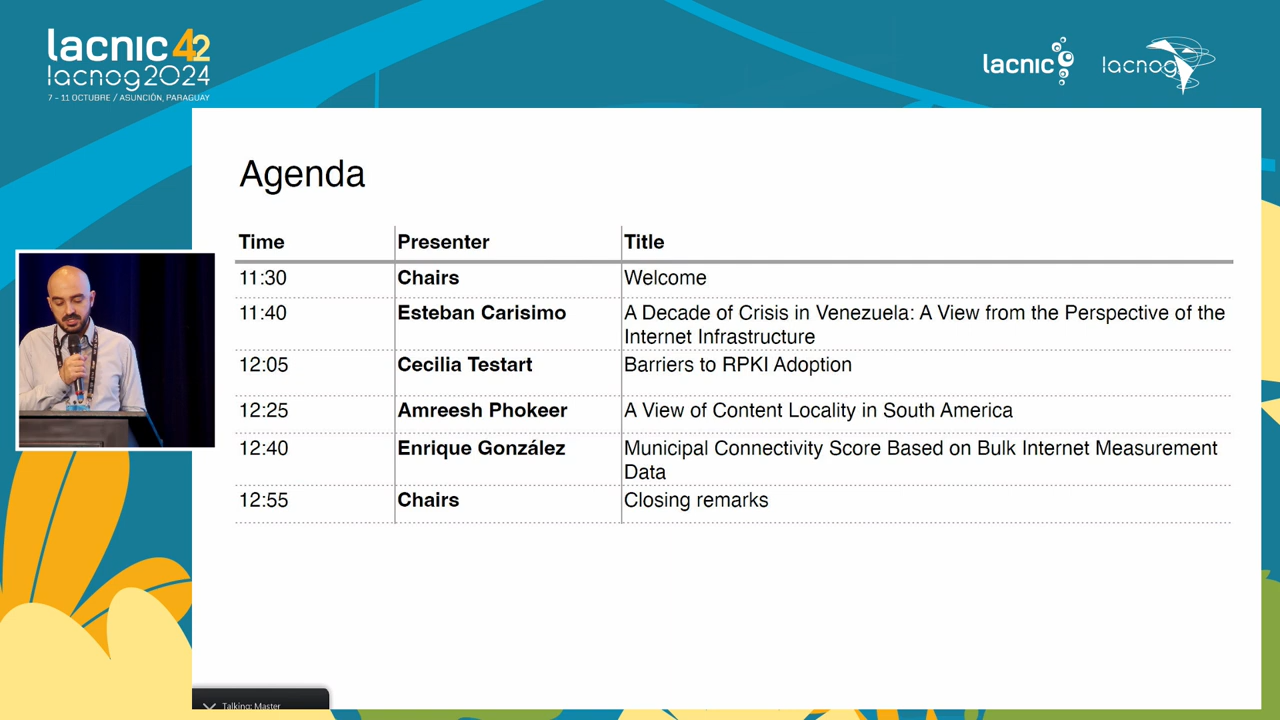 lacnic 42
lacnog2024
7 - 11 OCTUBRE / ASUNCIÓN, PARAGUAY
lacnic
lacnog
Agenda
Time Presenter Title
11:30 Chairs Welcome
11:40 Esteban Carisimo A Decade of Crisis in Venezuela: A View from the Perspective of the
Internet Infrastructure
12:05 Cecilia Testart Barriers to RPKI Adoption
12:25 Amreesh Phokeer A View of Content Locality in South America
12:40 Enrique González Municipal Connectivity Score Based on Bulk Internet Measurement
Data
12:55 Chairs Closing remarks
Talking: Master